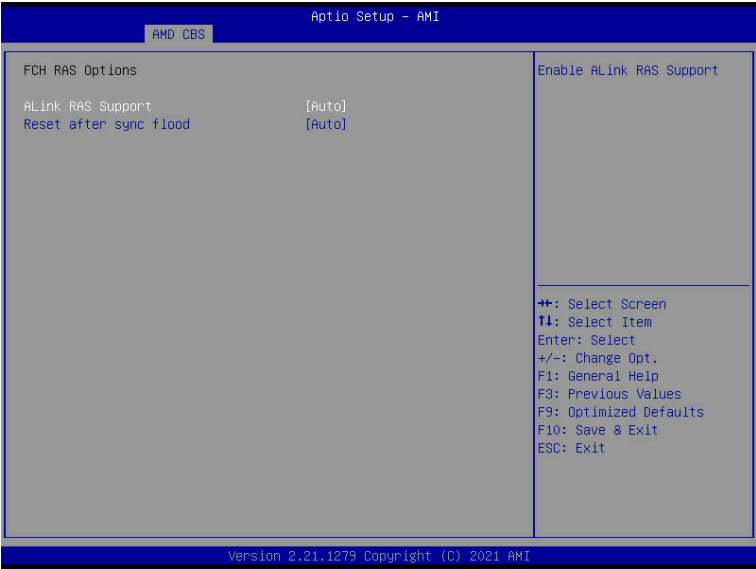 Aptio Setup – AMI
AMD CBS
FCH RAS Options
ALink RAS Support [Auto]
Reset after sync flood [Auto]
Enable ALink RAS Support
→←: Select Screen
↑↓: Select Item
Enter: Select
+/-: Change Opt.
F1: General Help
F3: Previous Values
F9: Optimized Defaults
F10: Save & Exit
ESC: Exit
Version 2.21.1279 Copyright (C) 2021 AMI